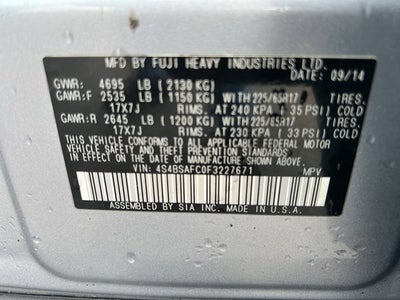 MFD. BY FUJI HEAVY INDUSTRIES LTD.
DATE: 09/14
GVWR: 4695 LB (2130 KG)
GAWR:F 2535 LB (1150 KG) WITH 225/65R17 TIRES,
17X7J RIMS, AT 240 KPA (35 PSI) COLD
GAWR:R 2645 LB (1200 KG) WITH 225/65R17 TIRES,
17X7J RIMS, AT 230 KPA (33 PSI) COLD
THIS VEHICLE CONFORMS TO ALL APPLICABLE FEDERAL MOTOR
VEHICLE SAFETY, BUMPER, AND THEFT PREVENTION STANDARDS
IN EFFECT ON THE DATE OF MANUFACTURE SHOWN ABOVE.
VIN: 4S4BSAFC0F3227671 MPV
ASSEMBLED BY SIA INC. MADE IN U.S.A.